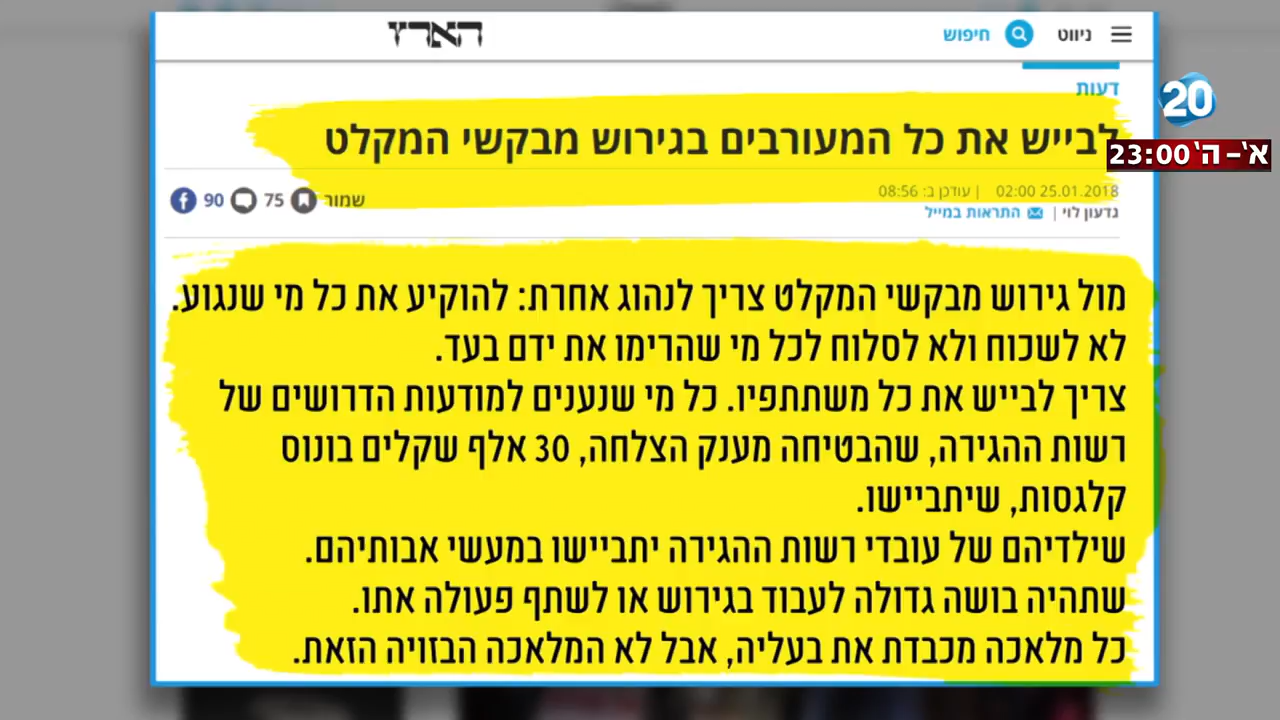 הארץ
ניווט
חיפוש
20
א'-ה' 23:00
דעות
לבייש את כל המעורבים בגירוש מבקשי המקלט
25.01.2018 02:00 | עודכן ב: 08:56
גדעון לוי | התראות במייל
שמור 75 90
מול גירוש מבקשי המקלט צריך לנהוג אחרת: להוקיע את כל מי שנגוע.
לא לשכוח ולא לסלוח לכל מי שהרימו את ידם בעד.
צריך לבייש את כל משתתפיו. כל מי שנענים למודעות הדרושים של
רשות ההגירה, שהבטיחה מענק הצלחה, 30 אלף שקלים בונוס
קלגסות, שיתביישו.
שילדיהם של עובדי רשות ההגירה יתביישו במעשי אבותיהם.
שתהיה בושה גדולה לעבוד בגירוש או לשתף פעולה אתו.
כל מלאכה מכבדת את בעליה, אבל לא המלאכה הבזויה הזאת.